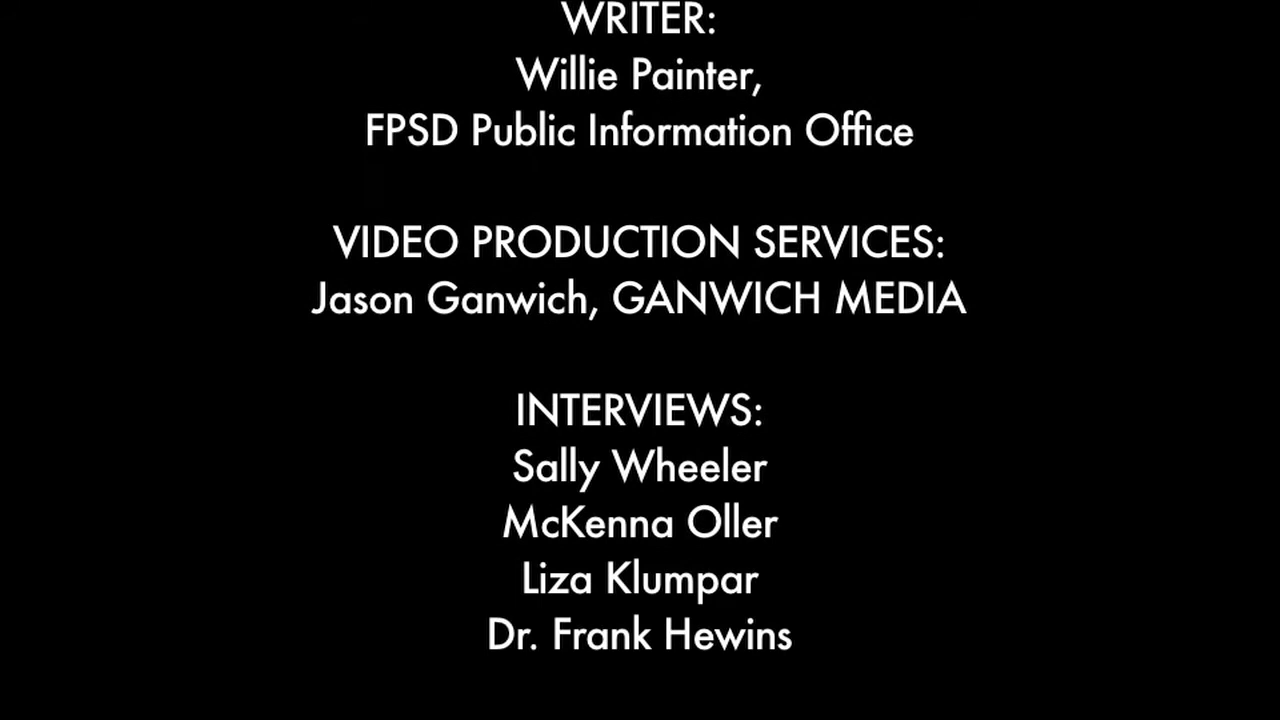 WRITER:
Willie Painter,
FPSD Public Information Office
VIDEO PRODUCTION SERVICES:
Jason Ganwich, GANWICH MEDIA
INTERVIEWS:
Sally Wheeler
McKenna Oller
Liza Klumpar
Dr. Frank Hewins